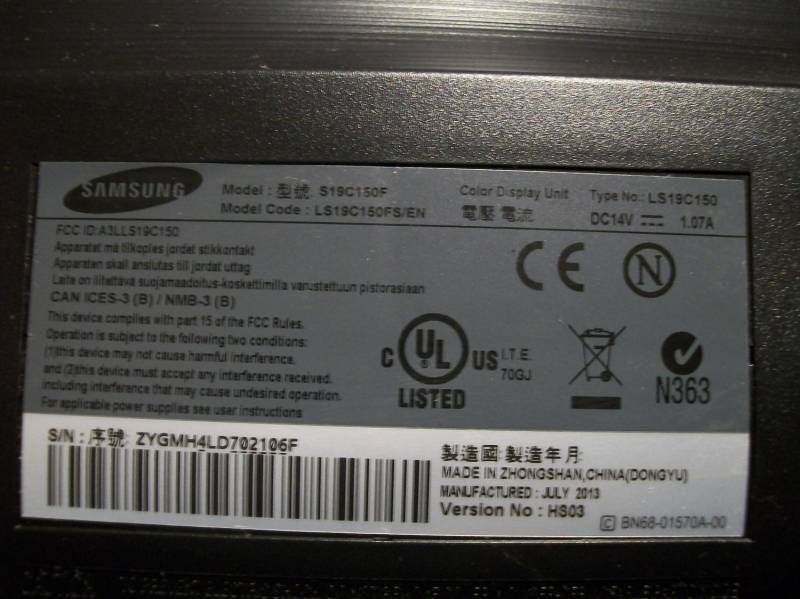 SAMSUNG
Model : 型號 S19C150F
Model Code : LS19C150FS/EN
Color Display Unit
電壓 電流
Type No.: LS19C150
DC14V 1.07A
FCC ID:A3LLS19C150
Apparatet må tilkoples jordet stikkontakt
Apparaten skall anslutas till jordat uttag
Laite on liitettävä suojamaadoitus-koskettimilla varustettuun pistorasiaan
CAN ICES-3 (B) / NMB-3 (B)
This device complies with part 15 of the FCC Rules.
Operation is subject to the following two conditions:
(1)this device may not cause harmful interference.
and (2)this device must accept any interference received.
including interference that may cause undesired operation.
For applicable power supplies see user instructions
CE
N
C UL ® US
LISTED
I.T.E.
70GJ
N363
S/N : 序號: ZYGMH4LD702106F
製造國 製造年月
MADE IN ZHONGSHAN,CHINA(DONGYU)
MANUFACTURED : JULY 2013
Version No : HS03
C BN68-01570A-00